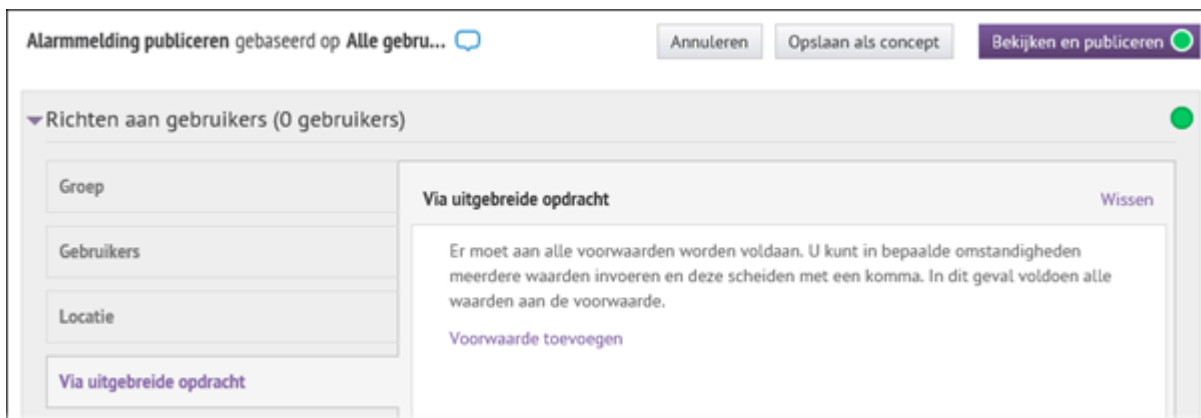 Alarmmelding publiceren gebaseerd op Alle gebru...
Annuleren
Opslaan als concept
Bekijken en publiceren
Richten aan gebruikers (0 gebruikers)
Groep
Gebruikers
Locatie
Via uitgebreide opdracht
Via uitgebreide opdracht
Wissen
Er moet aan alle voorwaarden worden voldaan. U kunt in bepaalde omstandigheden
meerdere waarden invoeren en deze scheiden met een komma. In dit geval voldoen alle
waarden aan de voorwaarde.
Voorwaarde toevoegen